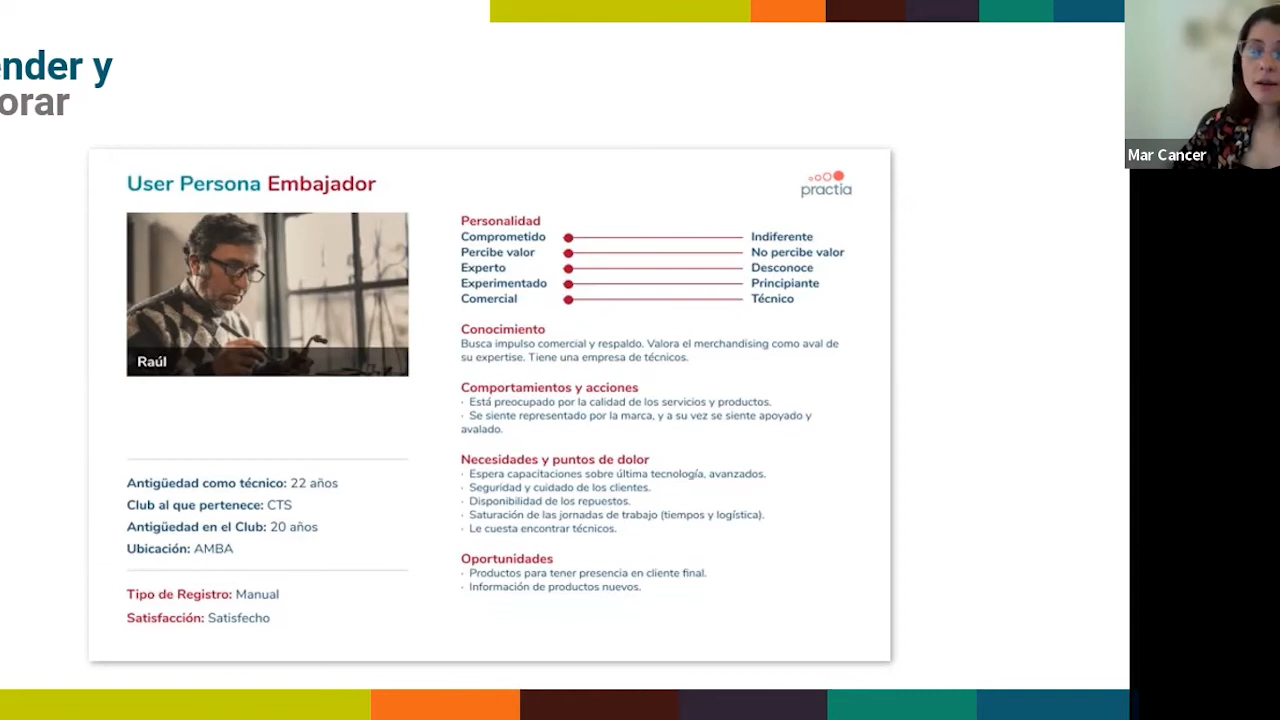 ender y
orar
Mar Cancer
User Persona Embajador
practia
Raúl
Antigüedad como técnico: 22 años
Club al que pertenece: CTS
Antigüedad en el Club: 20 años
Ubicación: AMBA
Tipo de Registro: Manual
Satisfacción: Satisfecho
Personalidad
Comprometido Indiferente
Percibe valor No percibe valor
Experto Desconoce
Experimentado Principiante
Comercial Técnico
Conocimiento
Busca impulso comercial y respaldo. Valora el merchandising como aval de
su expertise. Tiene una empresa de técnicos.
Comportamientos y acciones
· Está preocupado por la calidad de los servicios y productos.
· Se siente representado por la marca, y a su vez se siente apoyado y
avalado.
Necesidades y puntos de dolor
· Espera capacitaciones sobre última tecnología, avanzados.
· Seguridad y cuidado de los clientes.
· Disponibilidad de los repuestos.
· Saturación de las jornadas de trabajo (tiempos y logística).
· Le cuesta encontrar técnicos.
Oportunidades
· Productos para tener presencia en cliente final.
· Información de productos nuevos.